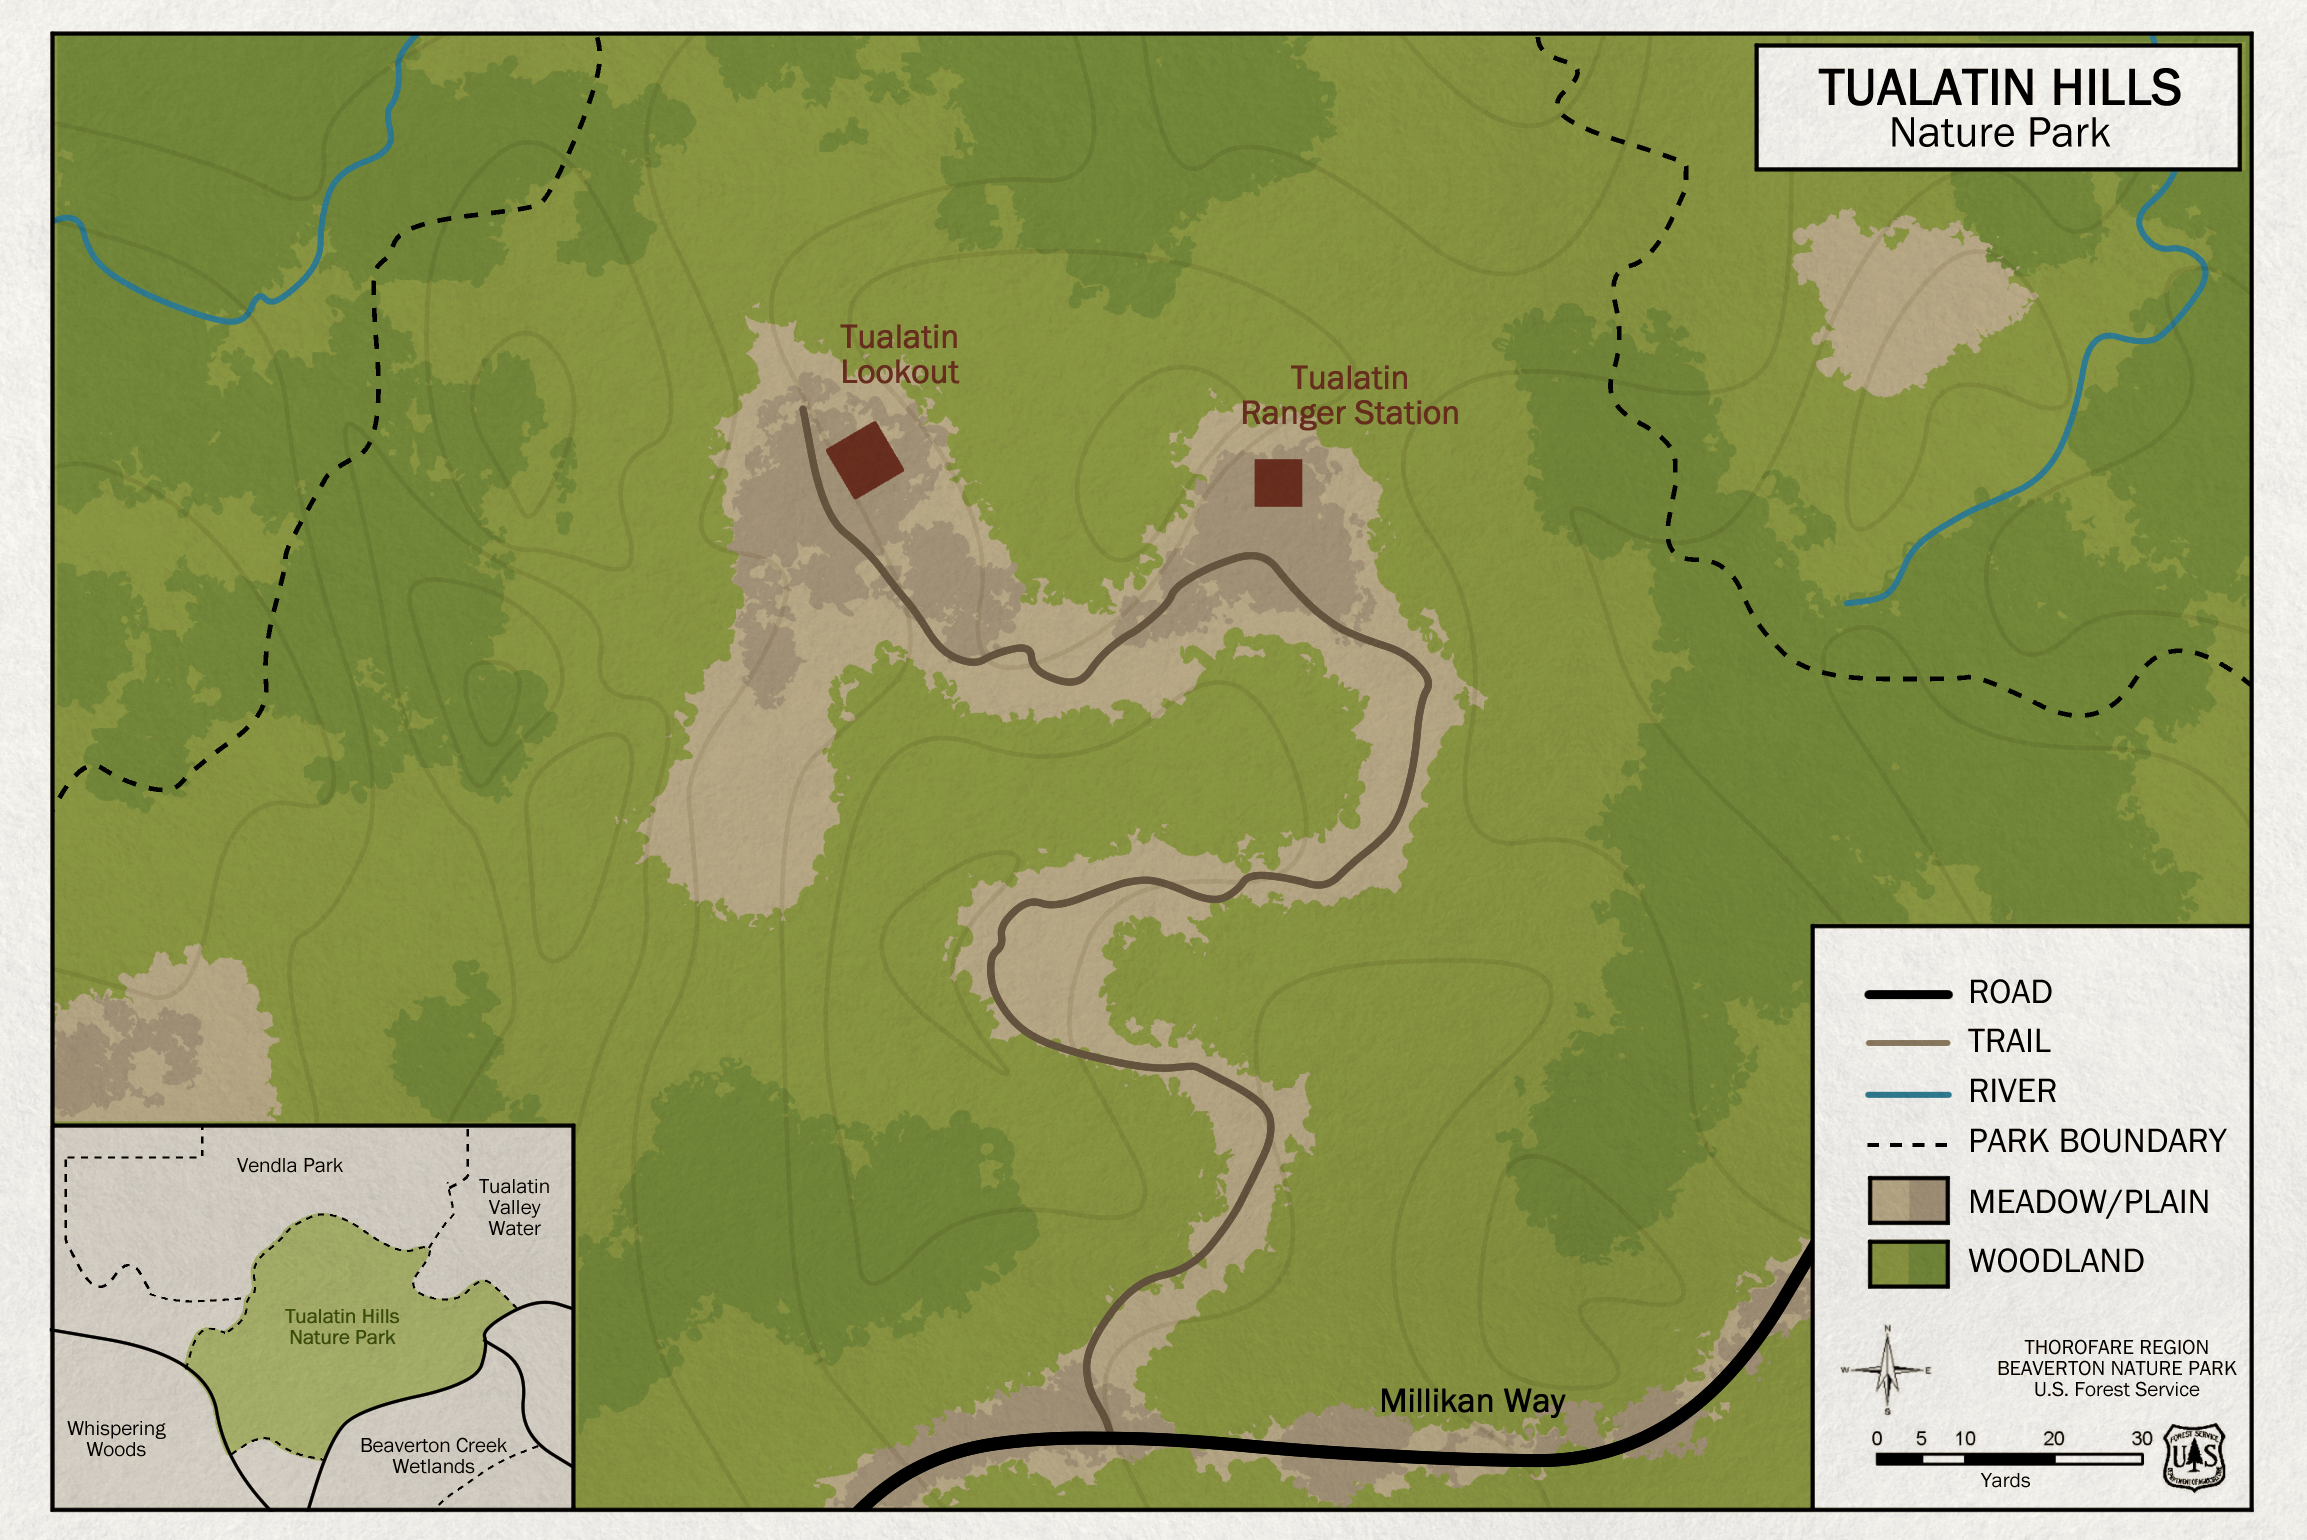 TUALATIN HILLS
Nature Park
Tualatin
Lookout
Tualatin
Ranger Station
Millikan Way
Vendla Park
Tualatin
Valley
Water
Tualatin Hills
Nature Park
Whispering
Woods
Beaverton Creek
Wetlands
ROAD
TRAIL
RIVER
PARK BOUNDARY
MEADOW/PLAIN
WOODLAND
N
W E
S
THOROFARE REGION
BEAVERTON NATURE PARK
U.S. Forest Service
0 5 10 20 30
Yards
FOREST SERVICE
U S
DEPARTMENT OF AGRICULTURE